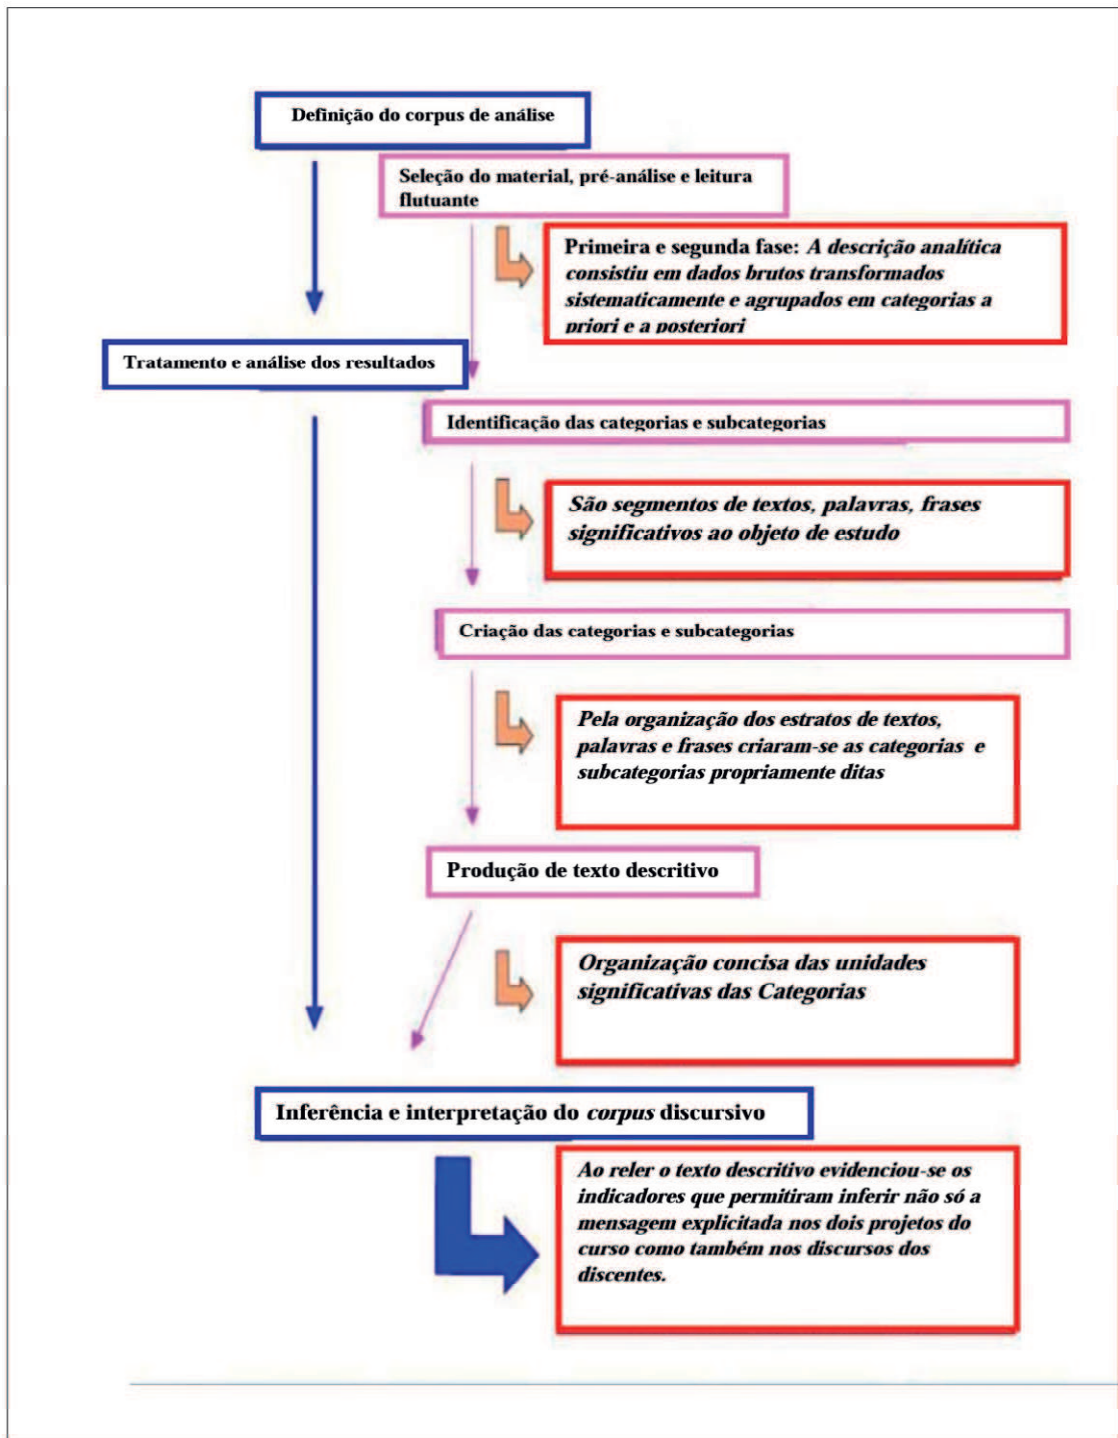 Definição do corpus de análise
Seleção do material, pré-análise e leitura
flutuante
Primeira e segunda fase: A descrição analítica
consistiu em dados brutos transformados
sistematicamente e agrupados em categorias a
priori e a posteriori
Tratamento e análise dos resultados
Identificação das categorias e subcategorias
São segmentos de textos, palavras, frases
significativos ao objeto de estudo
Criação das categorias e subcategorias
Pela organização dos estratos de textos,
palavras e frases criaram-se as categorias e
subcategorias propriamente ditas
Produção de texto descritivo
Organização concisa das unidades
significativas das Categorias
Inferência e interpretação do corpus discursivo
Ao reler o texto descritivo evidenciou-se os
indicadores que permitiram inferir não só a
mensagem explicitada nos dois projetos do
curso como também nos discursos dos
discentes.